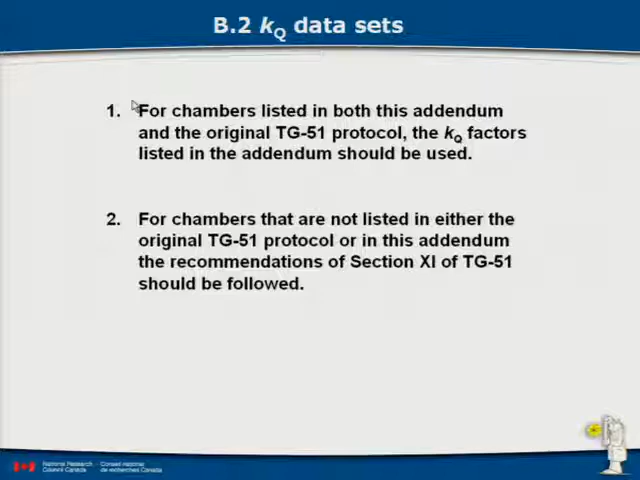 B.2 kQ data sets
1. For chambers listed in both this addendum
and the original TG-51 protocol, the kQ factors
listed in the addendum should be used.
2. For chambers that are not listed in either the
original TG-51 protocol or in this addendum
the recommendations of Section XI of TG-51
should be followed.
National Research Conseil national
Council Canada de recherches Canada